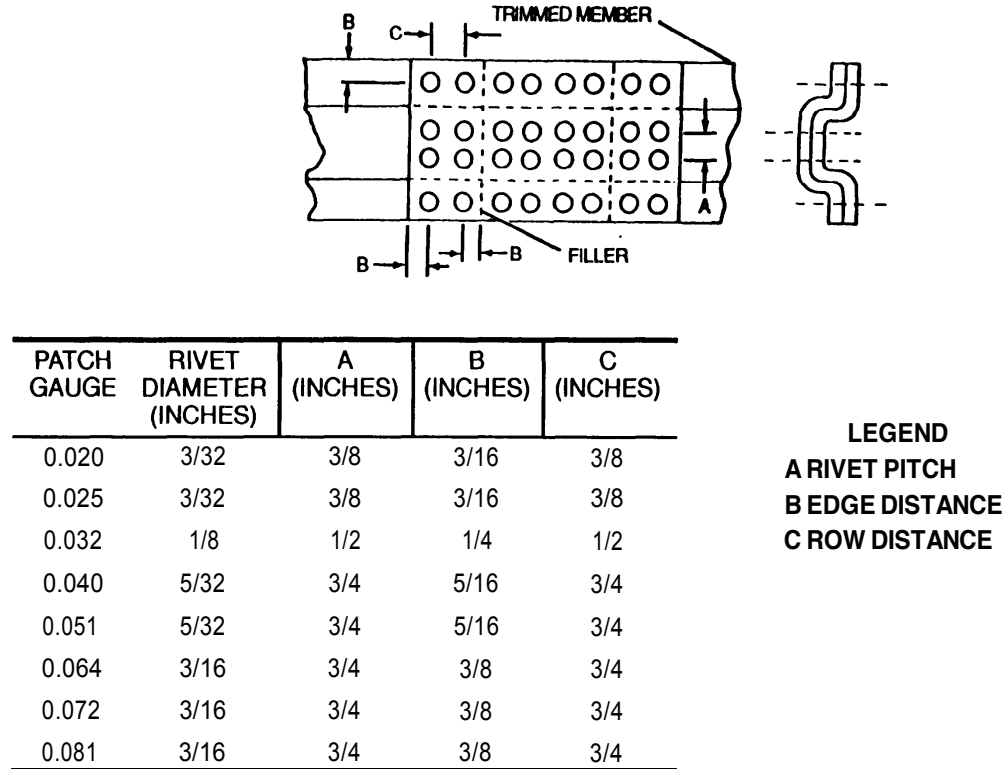 TRIMMED MEMBER
B
C
A
B
B
FILLER
PATCH GAUGE RIVET DIAMETER (INCHES) A (INCHES) B (INCHES) C (INCHES)
0.020 3/32 3/8 3/16 3/8
0.025 3/32 3/8 3/16 3/8
0.032 1/8 1/2 1/4 1/2
0.040 5/32 3/4 5/16 3/4
0.051 5/32 3/4 5/16 3/4
0.064 3/16 3/4 3/8 3/4
0.072 3/16 3/4 3/8 3/4
0.081 3/16 3/4 3/8 3/4
LEGEND
A RIVET PITCH
B EDGE DISTANCE
C ROW DISTANCE